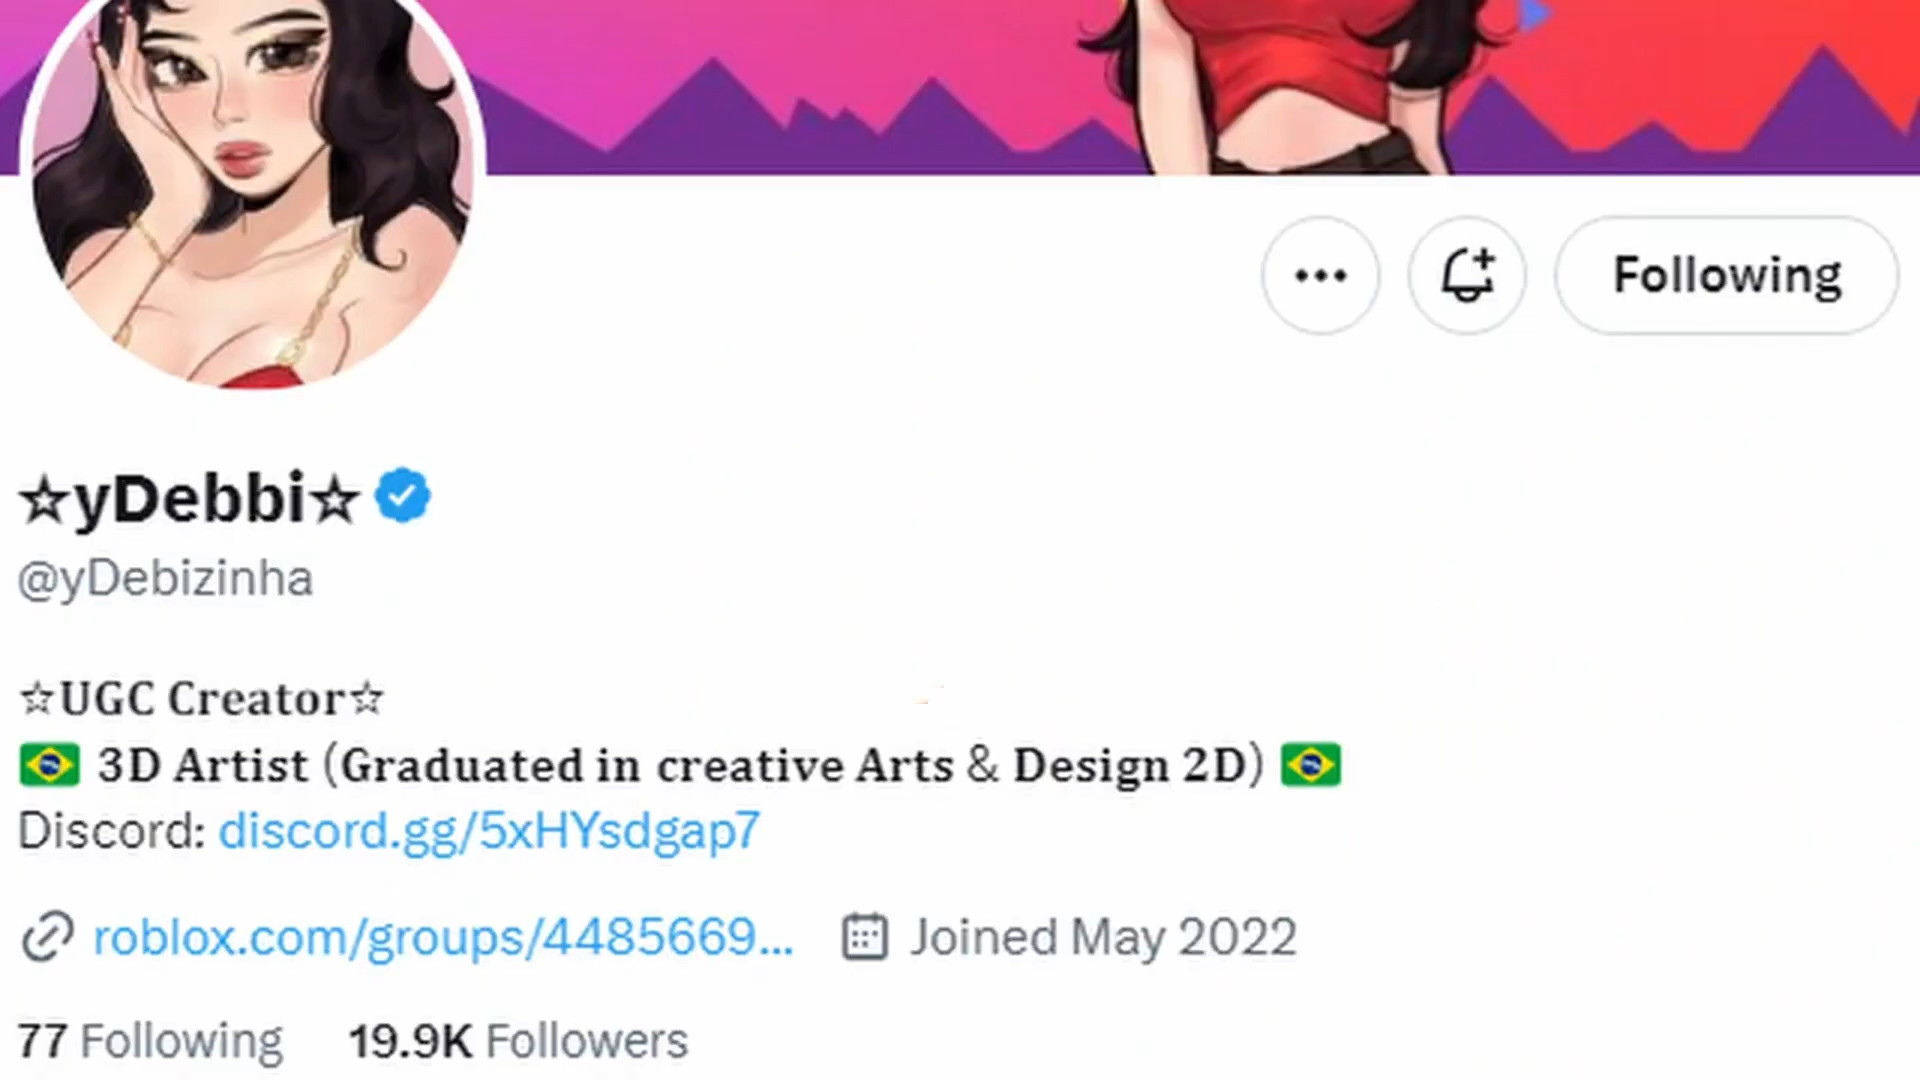 Following
☆yDebbi☆
@yDebizinha
☆UGC Creator☆
🇧🇷 3D Artist (Graduated in creative Arts & Design 2D) 🇧🇷
Discord: discord.gg/5xHYsdgap7
roblox.com/groups/4485669... Joined May 2022
77 Following 19.9K Followers